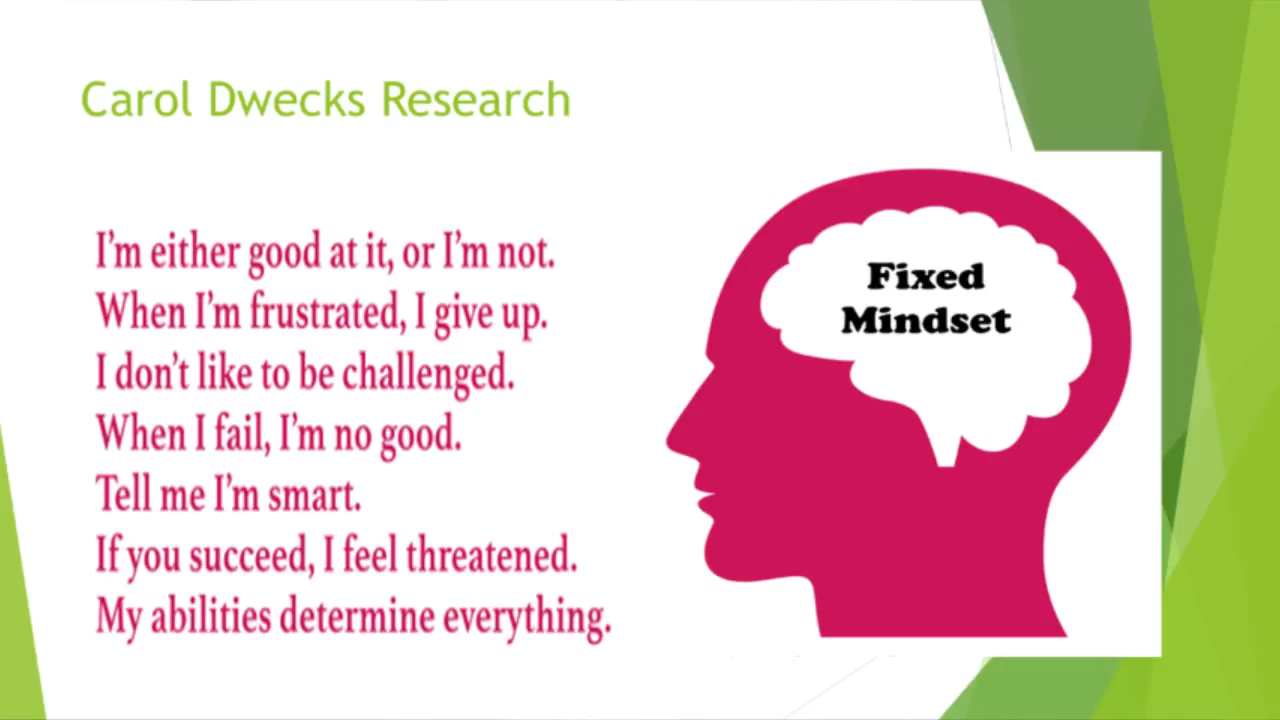 Carol Dwecks Research
I'm either good at it, or I'm not.
When I'm frustrated, I give up.
I don't like to be challenged.
When I fail, I'm no good.
Tell me I'm smart.
If you succeed, I feel threatened.
My abilities determine everything.
Fixed
Mindset